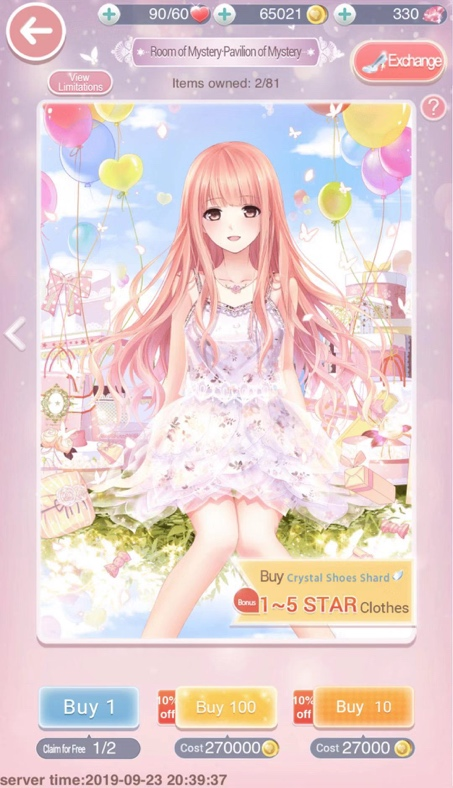 90/60
65021
330
Room of Mystery·Pavilion of Mystery
Exchange
View
Limitations
Items owned: 2/81
?
Buy Crystal Shoes Shard
Bonus
1~5 STAR Clothes
Buy 1
10%
off
Buy 100
10%
off
Buy 10
Claim for Free 1/2
Cost 270000
Cost 27000
server time:2019-09-23 20:39:37